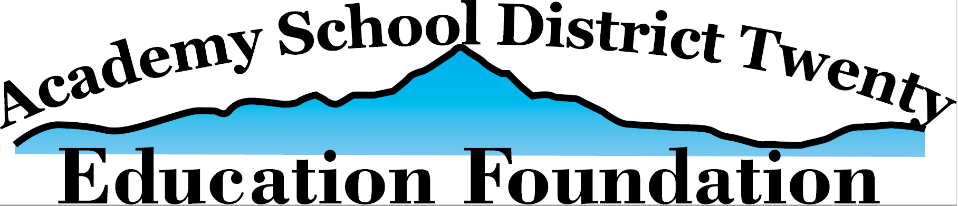 Academy School District Twenty
Education Foundation